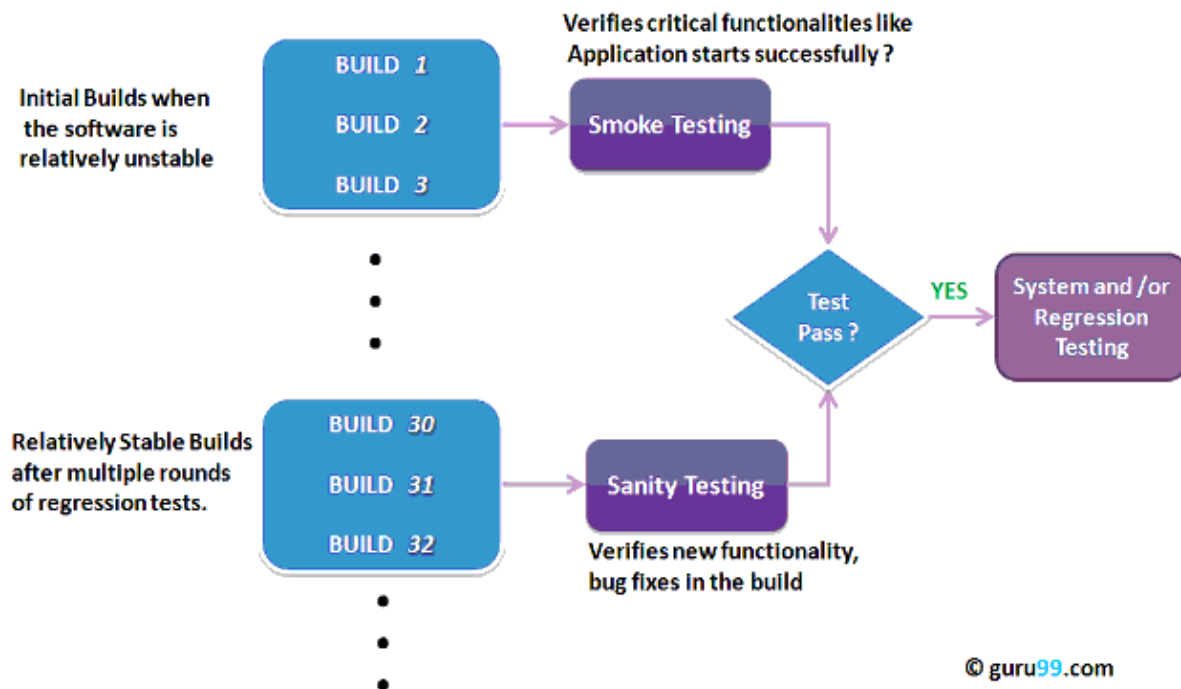 Verifies critical functionalities like
Application starts successfully ?
Initial Builds when
the software is
relatively unstable
BUILD 1
BUILD 2
BUILD 3
Smoke Testing
Test
Pass ?
YES
System and /or
Regression
Testing
Relatively Stable Builds
after multiple rounds
of regression tests.
BUILD 30
BUILD 31
BUILD 32
Sanity Testing
Verifies new functionality,
bug fixes in the build
© guru99.com